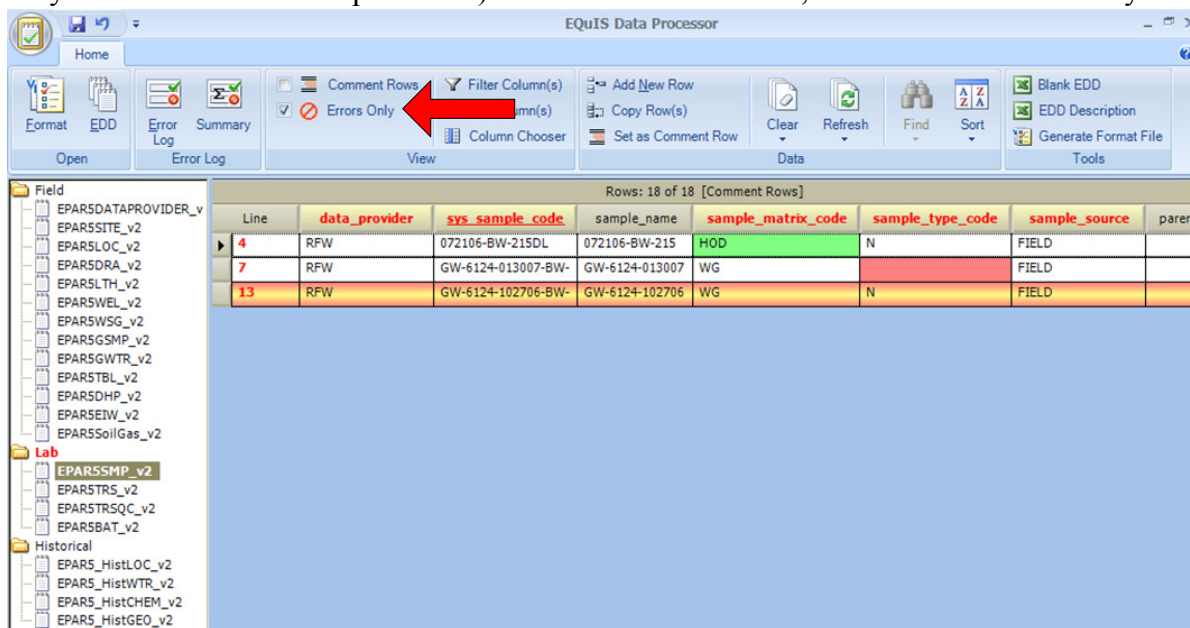 EQuIS Data Processor
Home
Comment Rows
Filter Column(s)
Add New Row
Blank EDD
Errors Only
Copy Row(s)
EDD Description
Format EDD Error Log Summary
Column Chooser
Set as Comment Row
Clear Refresh Find Sort
Generate Format File
Open Error Log View Data Tools
Rows: 18 of 18 [Comment Rows]
Line data_provider sys_sample_code sample_name sample_matrix_code sample_type_code sample_source paren
4 RFW 072106-BW-215DL 072106-BW-215 HOD N FIELD
7 RFW GW-6124-013007-BW- GW-6124-013007 WG FIELD
13 RFW GW-6124-102706-BW- GW-6124-102706 WG N FIELD
Field
EPAR5DATAPROVIDER_v
EPAR5SITE_v2
EPAR5LOC_v2
EPAR5DRA_v2
EPAR5LTH_v2
EPAR5WEL_v2
EPAR5WSG_v2
EPAR5GSMP_v2
EPAR5GWTR_v2
EPAR5TBL_v2
EPAR5DHP_v2
EPAR5EIW_v2
EPAR5SoilGas_v2
Lab
EPAR5SMP_v2
EPAR5TRS_v2
EPAR5TRSQC_v2
EPAR5BAT_v2
Historical
EPAR5_HistLOC_v2
EPAR5_HistWTR_v2
EPAR5_HistCHEM_v2
EPAR5_HistGEO_v2